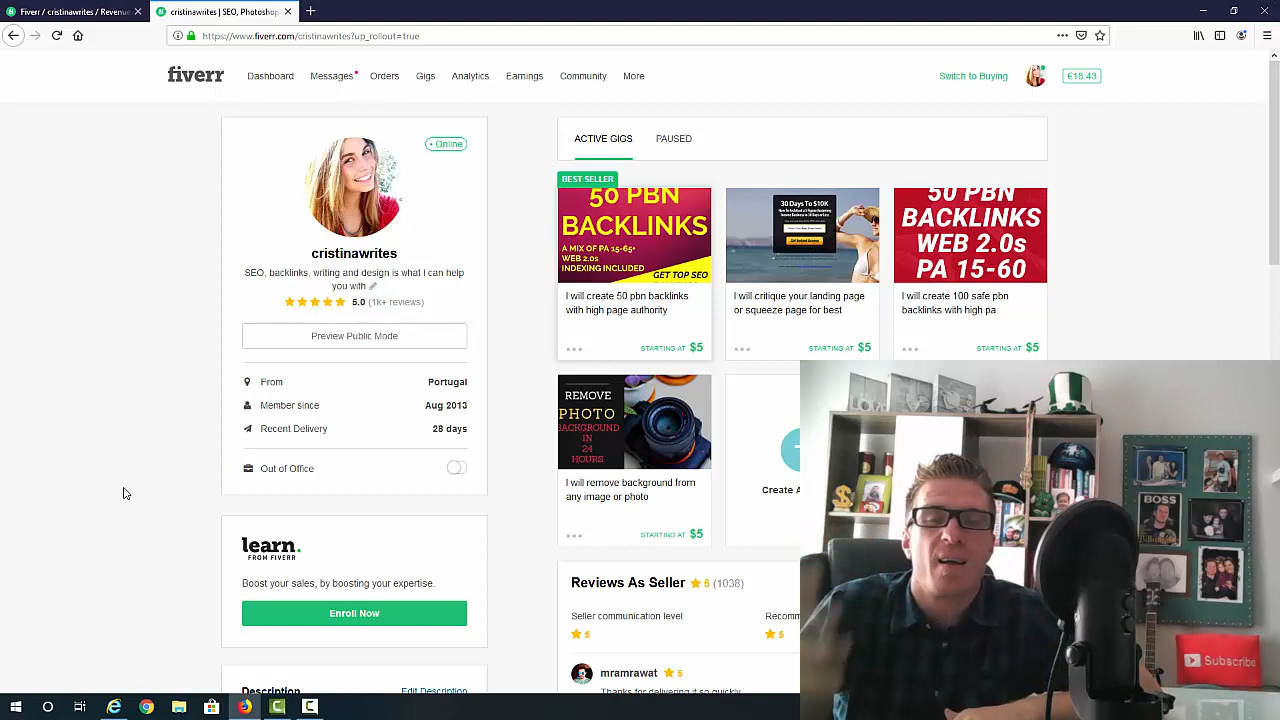 Fiverr / cristinawrites / Revenue
cristinawrites | SEO, Photoshop
https://www.fiverr.com/cristinawrites?up_rollout=true
fiverr
Dashboard
Messages
Orders
Gigs
Analytics
Earnings
Community
More
Switch to Buying
€18.43
Online
cristinawrites
SEO, backlinks, writing and design is what I can help
you with
5.0 (1k+ reviews)
Preview Public Mode
From Portugal
Member since Aug 2013
Recent Delivery 28 days
Out of Office
learn.
FROM FIVERR
Boost your sales, by boosting your expertise.
Enroll Now
Description
Edit Description
ACTIVE GIGS
PAUSED
BEST SELLER
50 PBN
BACKLINKS
A MIX OF PA 15-65+
WEB 2.0s
INDEXING INCLUDED
GET TOP SEO
I will create 50 pbn backlinks
with high page authority
STARTING AT $5
30 Days To $10K
I will critique your landing page
or squeeze page for best
STARTING AT $5
50 PBN
BACKLINKS
WEB 2.0s
PA 15-60
I will create 100 safe pbn
backlinks with high pa
STARTING AT $5
REMOVE
PHOTO
BACKGROUND
IN
24
HOURS
I will remove background from
any image or photo
STARTING AT $5
Create A
Reviews As Seller 5 (1038)
Seller communication level
5
Recomm
5
mramrawat 5
Thanks for delivering it so quickly
BOSS
Subscribe